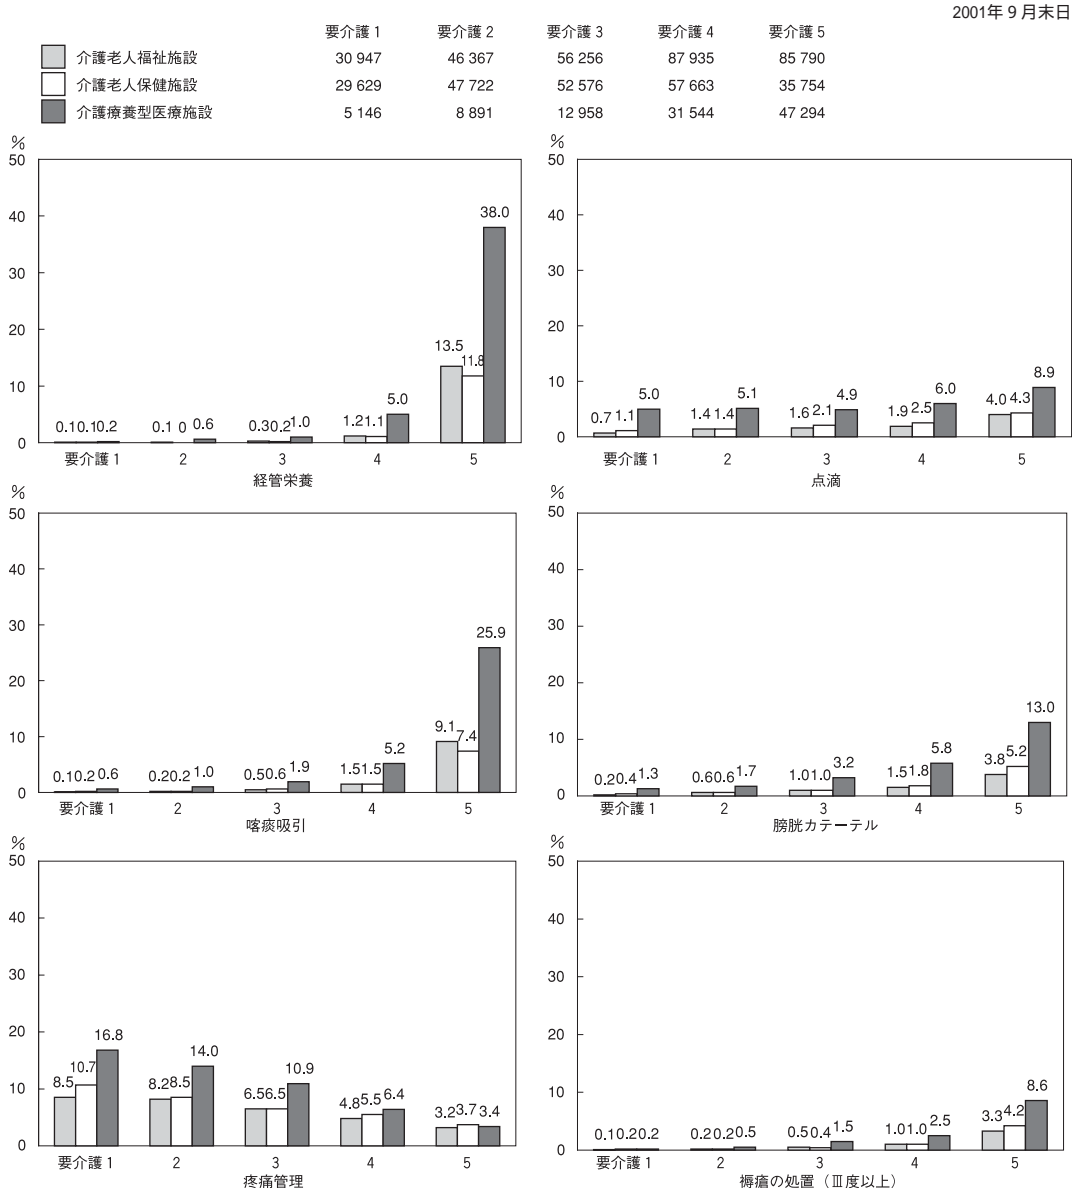 2001年９月末日
要介護１ 要介護２ 要介護３ 要介護４ 要介護５
介護老人福祉施設 30 947 46 367 56 256 87 935 85 790
介護老人保健施設 29 629 47 722 52 576 57 663 35 754
介護療養型医療施設 5 146 8 891 12 958 31 544 47 294
％
50
40
30
20
10
0
0.1 0.1 0.2 0.1 0 0.6 0.3 0.2 1.0 1.2 1.1 5.0 13.5 11.8 38.0
要介護１ 2 3 4 5
経管栄養
％
50
40
30
20
10
0
0.7 1.1 5.0 1.4 1.4 5.1 1.6 2.1 4.9 1.9 2.5 6.0 4.0 4.3 8.9
要介護１ 2 3 4 5
点滴
％
50
40
30
20
10
0
0.1 0.2 0.6 0.2 0.2 1.0 0.5 0.6 1.9 1.5 1.5 5.2 9.1 7.4 25.9
要介護１ 2 3 4 5
喀痰吸引
％
50
40
30
20
10
0
0.2 0.4 1.3 0.6 0.6 1.7 1.0 1.0 3.2 1.5 1.8 5.8 3.8 5.2 13.0
要介護１ 2 3 4 5
膀胱カテーテル
％
50
40
30
20
10
0
8.5 10.7 16.8 8.2 8.5 14.0 6.5 6.5 10.9 4.8 5.5 6.4 3.2 3.7 3.4
要介護１ 2 3 4 5
疼痛管理
％
50
40
30
20
10
0
0.1 0.2 0.2 0.2 0.2 0.5 0.5 0.4 1.5 1.0 1.0 2.5 3.3 4.2 8.6
要介護１ 2 3 4 5
褥瘡の処置（Ⅲ度以上）